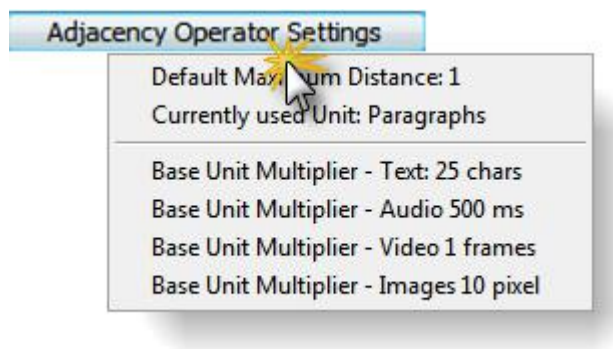 Adjacency Operator Settings
Default Maximum Distance: 1
Currently used Unit: Paragraphs
Base Unit Multiplier - Text: 25 chars
Base Unit Multiplier - Audio 500 ms
Base Unit Multiplier - Video 1 frames
Base Unit Multiplier - Images 10 pixel